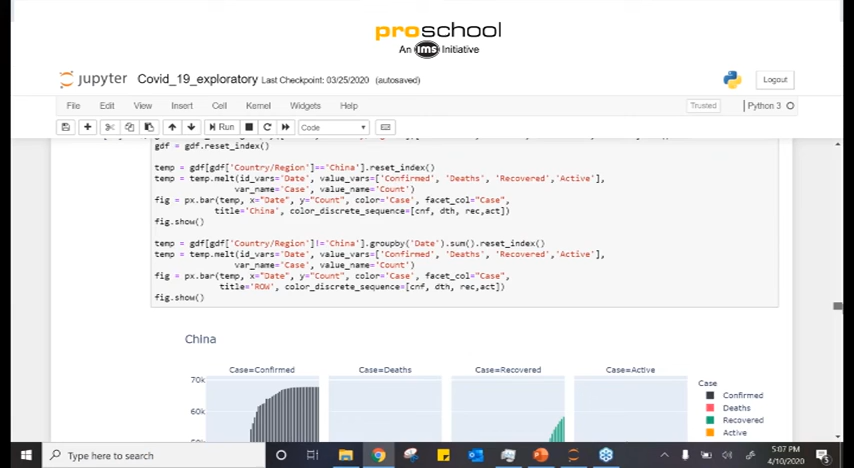 proschool
An ims Initiative
jupyter Covid_19_exploratory Last Checkpoint: 03/25/2020 (autosaved)
Logout
File Edit View Insert Cell Kernel Widgets Help
Trusted Python 3
Run Code
gdf = gdf.reset_index()
temp = gdf[gdf['Country/Region']=='China'].reset_index()
temp = temp.melt(id_vars='Date', value_vars=['Confirmed', 'Deaths', 'Recovered','Active'],
var_name='Case', value_name='Count')
fig = px.bar(temp, x="Date", y="Count", color='Case', facet_col="Case",
title='China', color_discrete_sequence=[cnf, dth, rec,act])
fig.show()
temp = gdf[gdf['Country/Region']!='China'].groupby('Date').sum().reset_index()
temp = temp.melt(id_vars='Date', value_vars=['Confirmed', 'Deaths', 'Recovered','Active'],
var_name='Case', value_name='Count')
fig = px.bar(temp, x="Date", y="Count", color='Case', facet_col="Case",
title='ROW', color_discrete_sequence=[cnf, dth, rec,act])
fig.show()
China
Case=Confirmed Case=Deaths Case=Recovered Case=Active
70k
60k
Case
Confirmed
Deaths
Recovered
Active
Type here to search
5:07 PM
4/10/2020